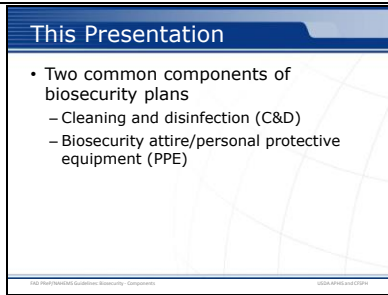 This Presentation
• Two common components of
biosecurity plans
– Cleaning and disinfection (C&D)
– Biosecurity attire/personal protective
equipment (PPE)
FAD PReP/NAHEMS Guidelines: Biosecurity - Components
USDA APHIS and CFSPH